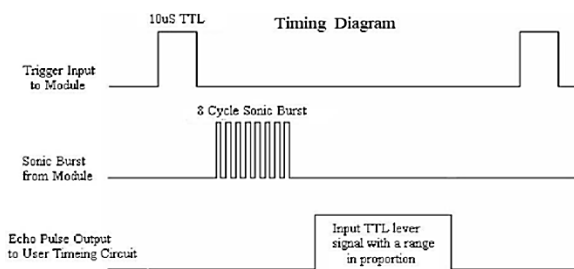 10uS TTL
Timing Diagram
Trigger Input
to Module
8 Cycle Sonic Burst
Sonic Burst
from Module
Echo Pulse Output
to User Timeing Circuit
Input TTL lever
signal with a range
in proportion